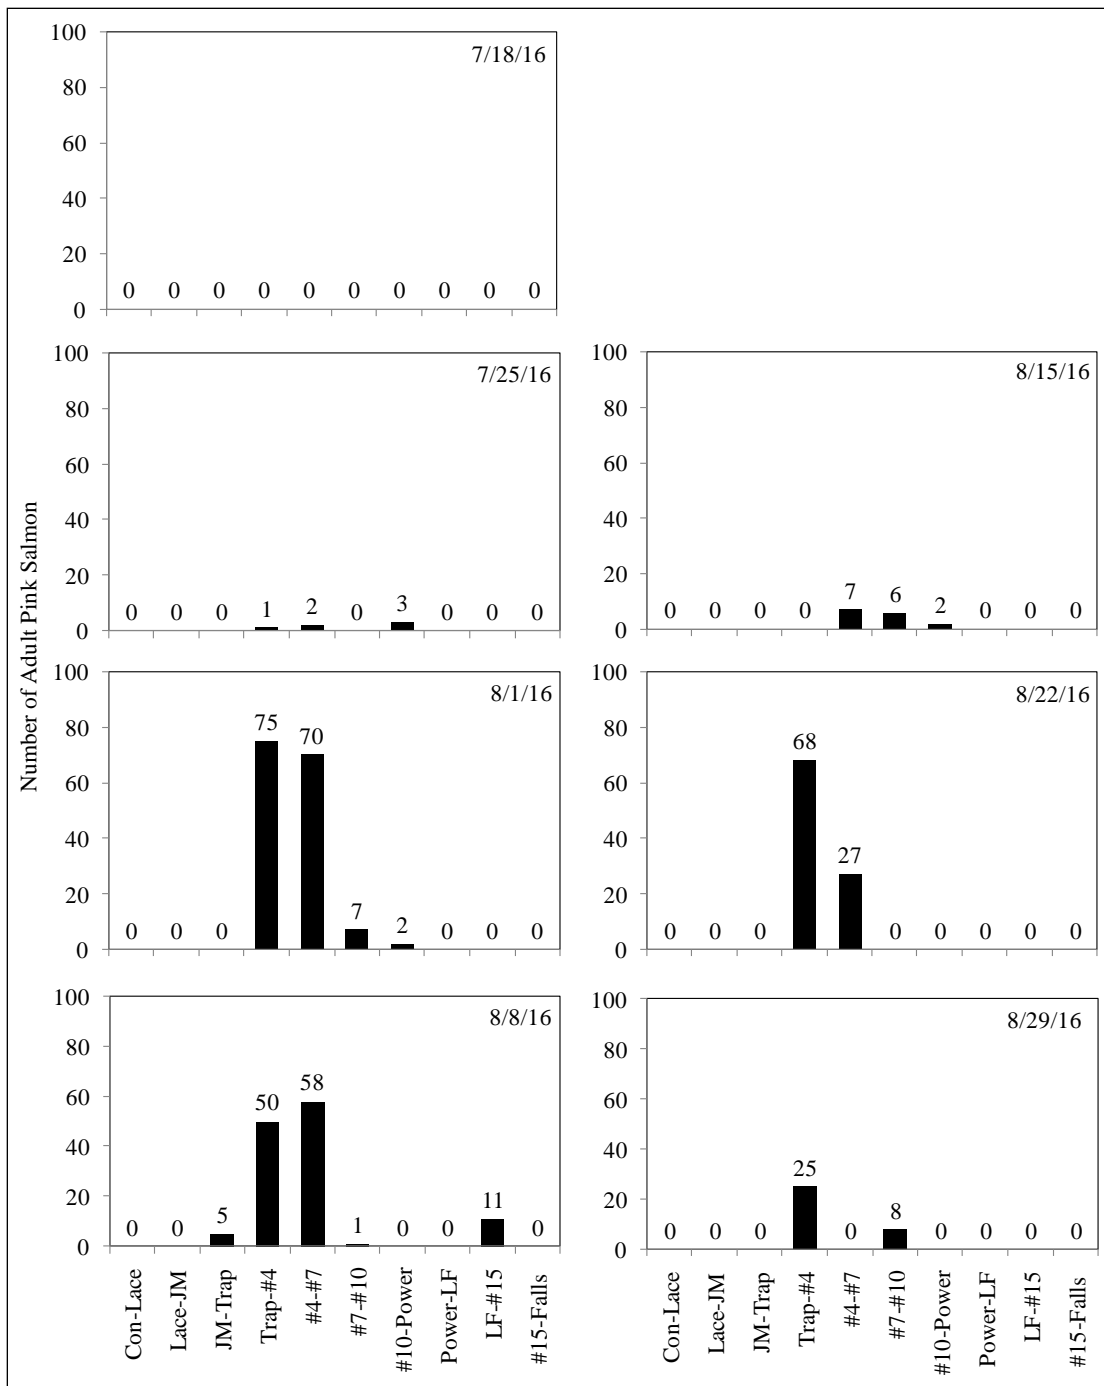 Number of Adult Pink Salmon
7/18/16
100
80
60
40
20
0
0 0 0 0 0 0 0 0 0 0
7/25/16
100
80
60
40
20
0
0 0 0 1 2 0 3 0 0 0
8/1/16
100
80
60
40
20
0
0 0 0 75 70 7 2 0 0 0
8/8/16
100
80
60
40
20
0
0 0 5 50 58 1 0 0 11 0
Con-Lace
Lace-JM
JM-Trap
Trap-#4
#4-#7
#7-#10
#10-Power
Power-LF
LF-#15
#15-Falls
8/15/16
100
80
60
40
20
0
0 0 0 0 7 6 2 0 0 0
8/22/16
100
80
60
40
20
0
0 0 0 68 27 0 0 0 0 0
8/29/16
100
80
60
40
20
0
0 0 0 25 0 8 0 0 0 0
Con-Lace
Lace-JM
JM-Trap
Trap-#4
#4-#7
#7-#10
#10-Power
Power-LF
LF-#15
#15-Falls